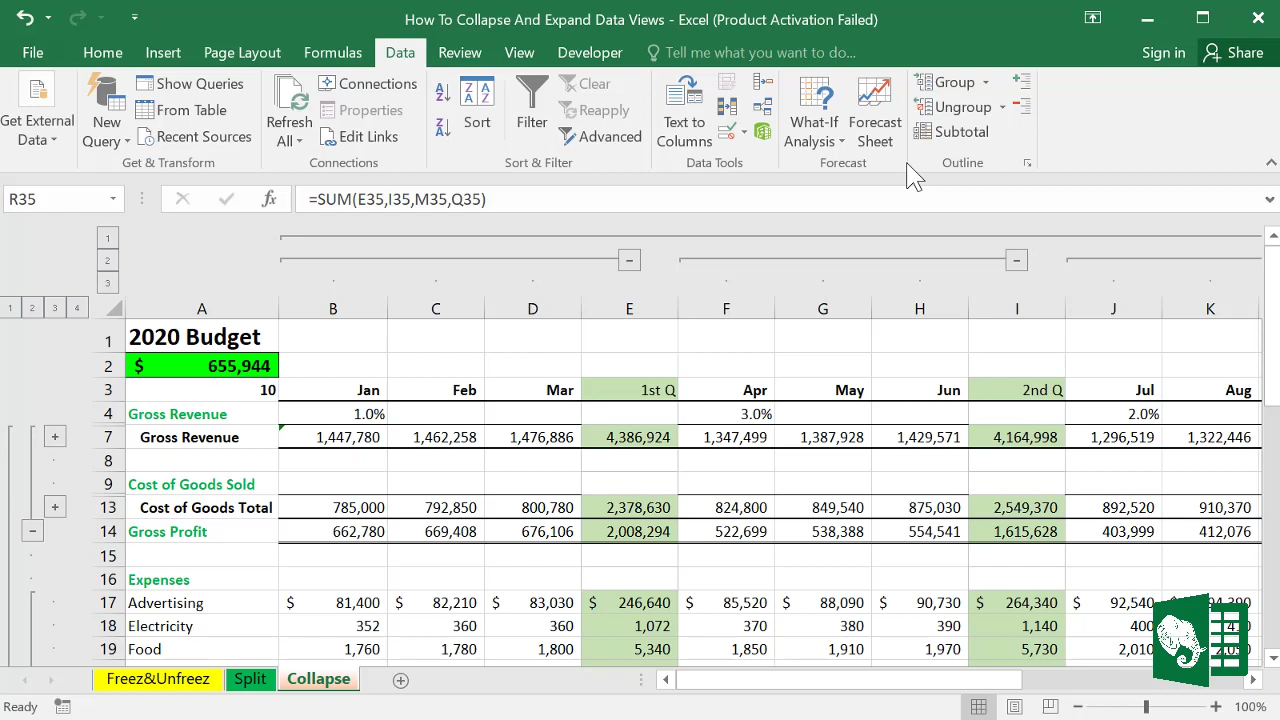 How To Collapse And Expand Data Views - Excel (Product Activation Failed)
File Home Insert Page Layout Formulas Data Review View Developer Tell me what you want to do... Sign in Share
Get External Data
New Query
Show Queries
From Table
Recent Sources
Get & Transform
Refresh All
Connections
Properties
Edit Links
Connections
Sort
Filter
Clear
Reapply
Advanced
Sort & Filter
Text to Columns
Data Tools
What-If Analysis
Forecast Sheet
Forecast
Group
Ungroup
Subtotal
Outline
R35 fx =SUM(E35,I35,M35,Q35)
1
2
3
1 2 3 4 A B C D E F G H I J K
1 2020 Budget
2 $ 655,944
3 10 Jan Feb Mar 1st Q Apr May Jun 2nd Q Jul Aug
4 Gross Revenue 1.0% 3.0% 2.0%
7 Gross Revenue 1,447,780 1,462,258 1,476,886 4,386,924 1,347,499 1,387,928 1,429,571 4,164,998 1,296,519 1,322,446
8
9 Cost of Goods Sold
13 Cost of Goods Total 785,000 792,850 800,780 2,378,630 824,800 849,540 875,030 2,549,370 892,520 910,370
14 Gross Profit 662,780 669,408 676,106 2,008,294 522,699 538,388 554,541 1,615,628 403,999 412,076
15
16 Expenses
17 Advertising $ 81,400 $ 82,210 $ 83,030 $ 246,640 $ 85,520 $ 88,090 $ 90,730 $ 264,340 $ 92,540 $
18 Electricity 352 360 360 1,072 370 380 390 1,140 400
19 Food 1,760 1,780 1,800 5,340 1,850 1,910 1,970 5,730 2,010
Freez&Unfreez Split Collapse
Ready 100%